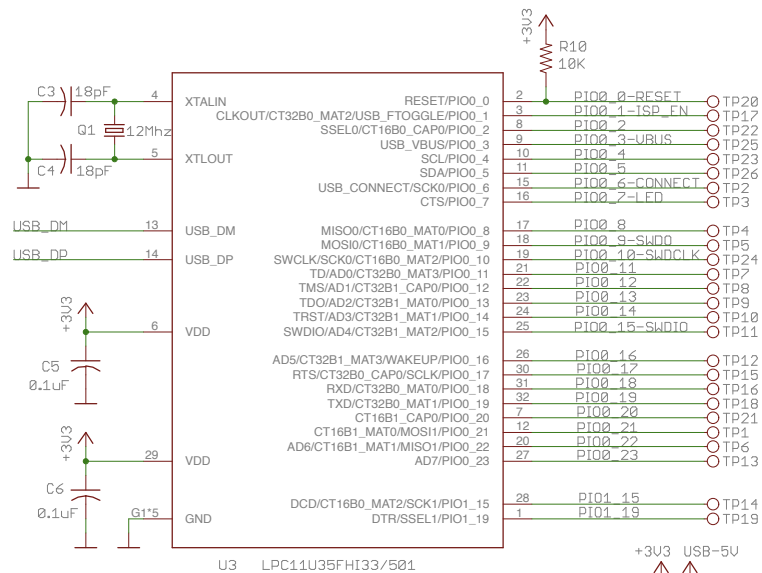 +3V3
R10
10K
C3 18pF
4 XTALIN
RESET/PIO0_0 2 PIO0_0-RESET TP20
CLKOUT/CT32B0_MAT2/USB_FTOGGLE/PIO0_1 3 PIO0_1-ISP_EN TP17
Q1 12Mhz
SSEL0/CT16B0_CAP0/PIO0_2 8 PIO0_2 TP22
USB_VBUS/PIO0_3 9 PIO0_3-VBUS TP25
5 XTLOUT
SCL/PIO0_4 10 PIO0_4 TP23
C4 18pF
SDA/PIO0_5 11 PIO0_5 TP26
USB_CONNECT/SCK0/PIO0_6 15 PIO0_6-CONNECT TP2
CTS/PIO0_7 16 PIO0_7-LED TP3
USB_DM 13 USB_DM
MISO0/CT16B0_MAT0/PIO0_8 17 PIO0_8 TP4
MOSI0/CT16B0_MAT1/PIO0_9 18 PIO0_9-SWDO TP5
USB_DP 14 USB_DP
SWCLK/SCK0/CT16B0_MAT2/PIO0_10 19 PIO0_10-SWDCLK TP24
TD/AD0/CT32B0_MAT3/PIO0_11 21 PIO0_11 TP7
TMS/AD1/CT32B1_CAP0/PIO0_12 22 PIO0_12 TP8
TDO/AD2/CT32B1_MAT0/PIO0_13 23 PIO0_13 TP9
TRST/AD3/CT32B1_MAT1/PIO0_14 24 PIO0_14 TP10
+3V3
6 VDD
SWDIO/AD4/CT32B1_MAT2/PIO0_15 25 PIO0_15-SWDIO TP11
C5
0.1uF
AD5/CT32B1_MAT3/WAKEUP/PIO0_16 26 PIO0_16 TP12
RTS/CT32B0_CAP0/SCLK/PIO0_17 30 PIO0_17 TP15
RXD/CT32B0_MAT0/PIO0_18 31 PIO0_18 TP16
TXD/CT32B0_MAT1/PIO0_19 32 PIO0_19 TP18
CT16B1_CAP0/PIO0_20 7 PIO0_20 TP21
CT16B1_MAT0/MOSI1/PIO0_21 12 PIO0_21 TP1
AD6/CT16B1_MAT1/MISO1/PIO0_22 20 PIO0_22 TP6
+3V3
29 VDD
AD7/PIO0_23 27 PIO0_23 TP13
C6
0.1uF
DCD/CT16B0_MAT2/SCK1/PIO1_15 28 PIO1_15 TP14
G1*5 GND
DTR/SSEL1/PIO1_19 1 PIO1_19 TP19
+3V3 USB-5V
U3 LPC11U35FHI33/501